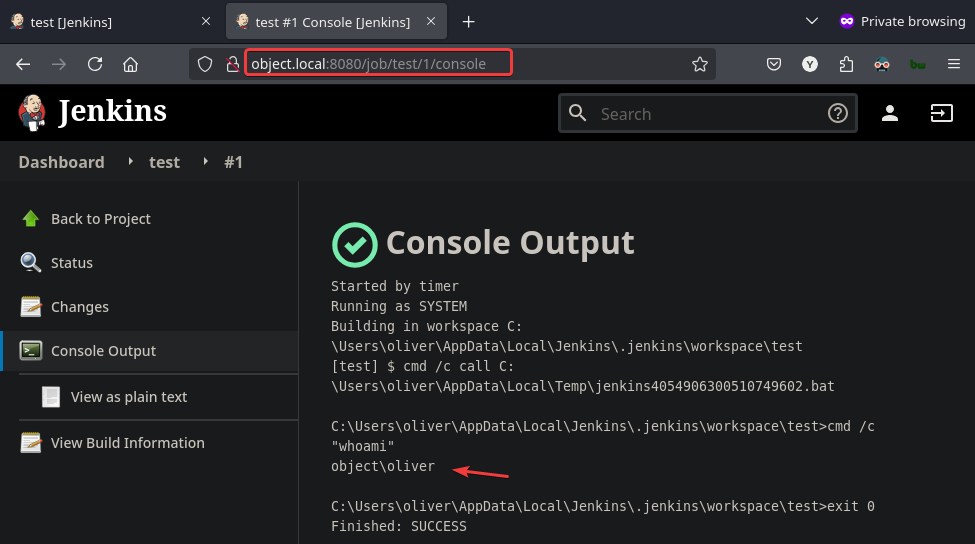 test [Jenkins]
test #1 Console [Jenkins]
Private browsing
object.local:8080/job/test/1/console
Y
Jenkins
Search
Dashboard
test
#1
Back to Project
Status
Changes
Console Output
View as plain text
View Build Information
Console Output
Started by timer
Running as SYSTEM
Building in workspace C:
\Users\oliver\AppData\Local\Jenkins\.jenkins\workspace\test
[test] $ cmd /c call C:
\Users\oliver\AppData\Local\Temp\jenkins4054906300510749602.bat
C:\Users\oliver\AppData\Local\Jenkins\.jenkins\workspace\test>cmd /c
"whoami"
object\oliver
C:\Users\oliver\AppData\Local\Jenkins\.jenkins\workspace\test>exit 0
Finished: SUCCESS